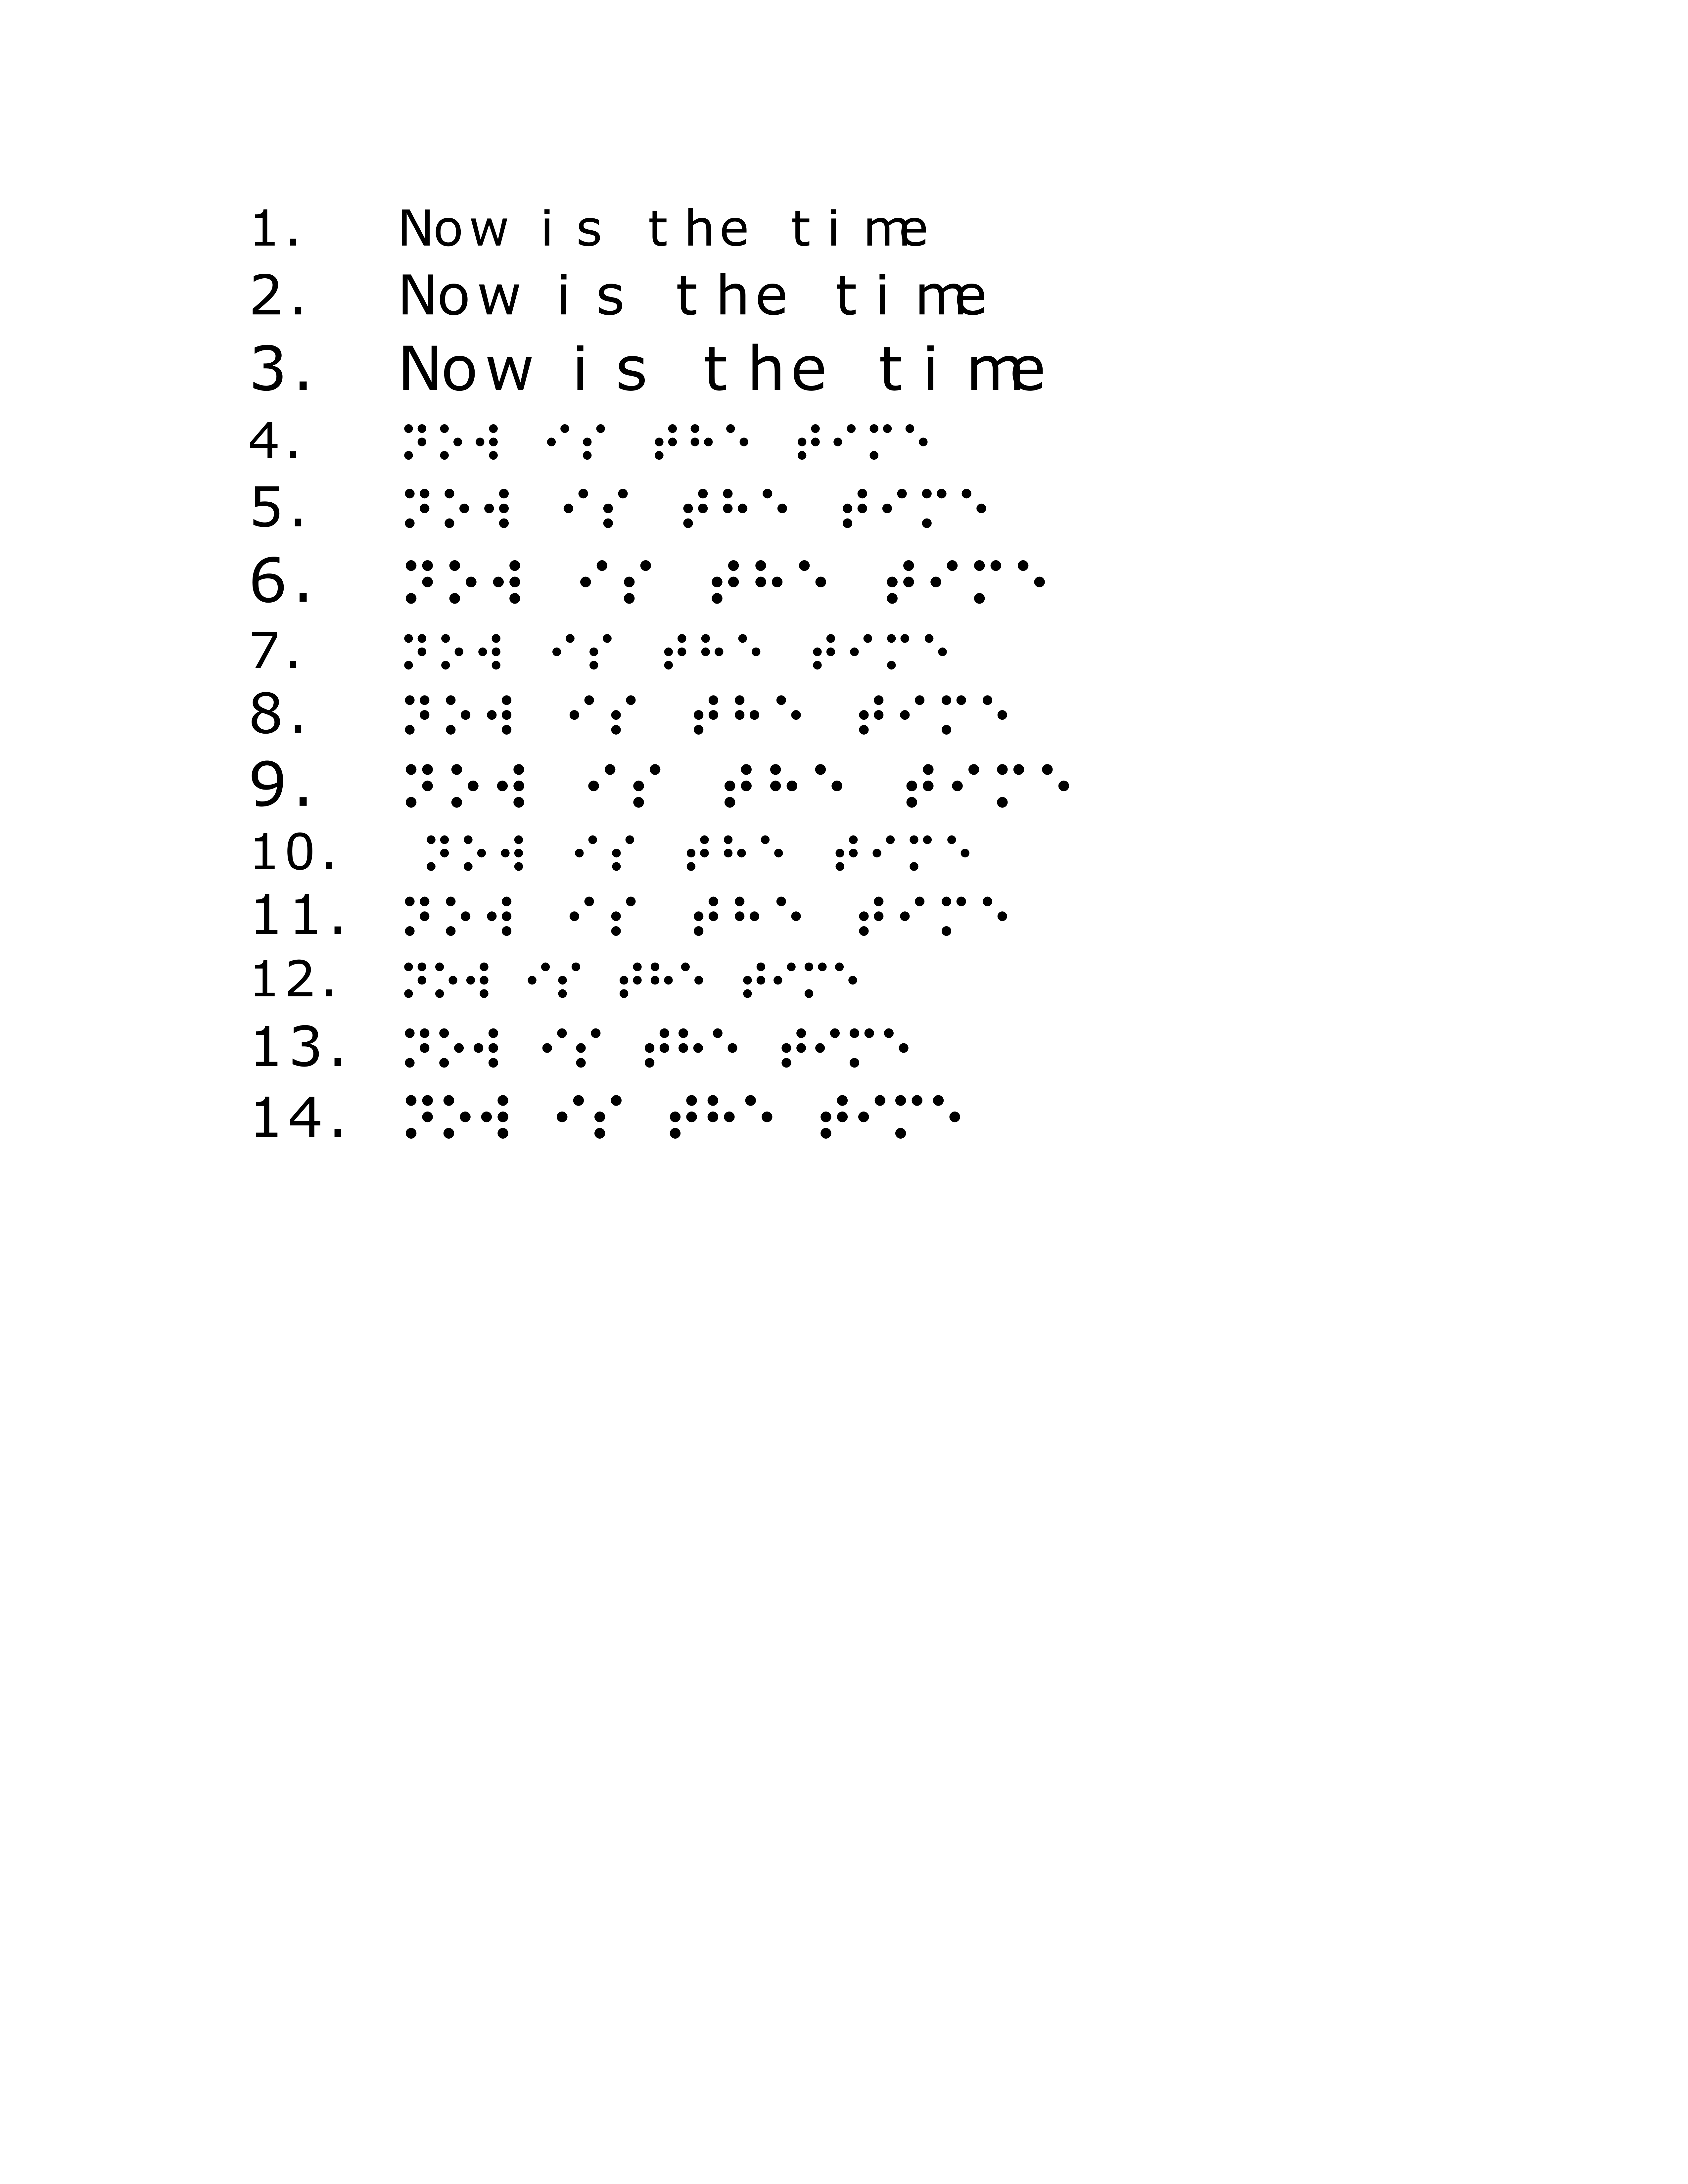 1. Now is the time
2. Now is the time
3. Now is the time
4. ⠝⠕⠺ ⠊⠎ ⠞⠓⠑ ⠞⠊⠍⠑
5. ⠝⠕⠺ ⠊⠎ ⠞⠓⠑ ⠞⠊⠍⠑
6. ⠝⠕⠺ ⠊⠎ ⠞⠓⠑ ⠞⠊⠍⠑
7. ⠝⠕⠺ ⠊⠎ ⠞⠓⠑ ⠞⠊⠍⠑
8. ⠝⠕⠺ ⠊⠎ ⠞⠓⠑ ⠞⠊⠍⠑
9. ⠝⠕⠺ ⠊⠎ ⠞⠓⠑ ⠞⠊⠍⠑
10. ⠝⠕⠺ ⠊⠎ ⠞⠓⠑ ⠞⠊⠍⠑
11. ⠝⠕⠺ ⠊⠎ ⠞⠓⠑ ⠞⠊⠍⠑
12. ⠝⠕⠺ ⠊⠎ ⠞⠓⠑ ⠞⠊⠍⠑
13. ⠝⠕⠺ ⠊⠎ ⠞⠓⠑ ⠞⠊⠍⠑
14. ⠝⠕⠺ ⠊⠎ ⠞⠓⠑ ⠞⠊⠍⠑